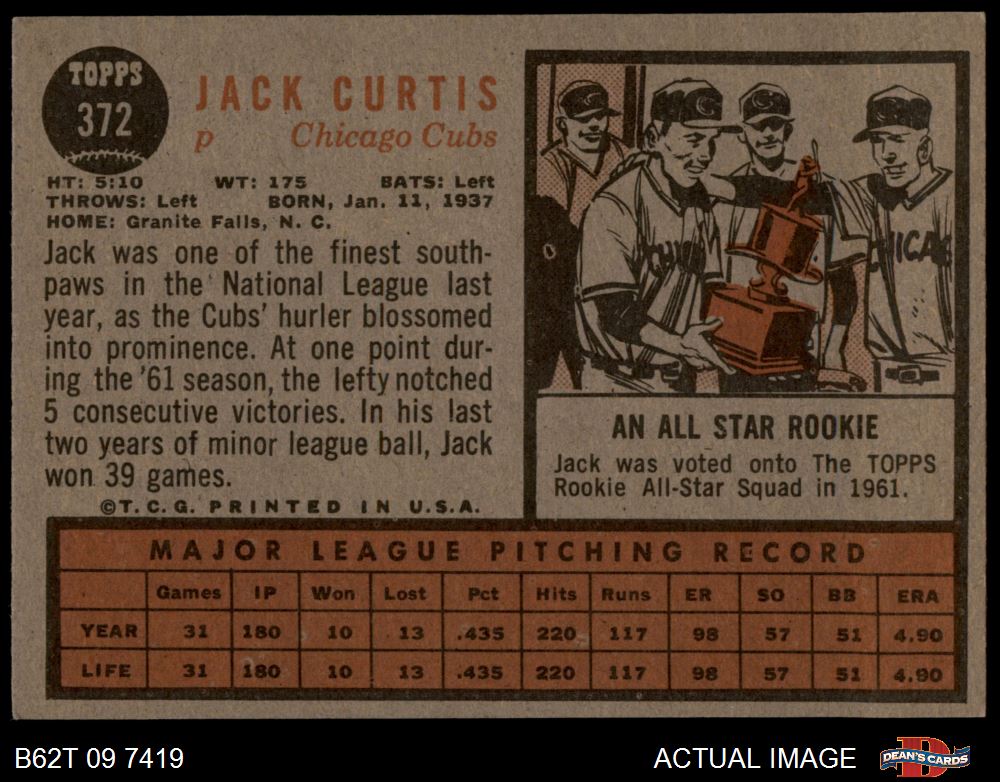 TOPPS
372
JACK CURTIS
p Chicago Cubs
HT: 5:10 WT: 175 BATS: Left
THROWS: Left BORN, Jan. 11, 1937
HOME: Granite Falls, N. C.
Jack was one of the finest south-
paws in the National League last
year, as the Cubs' hurler blossomed
into prominence. At one point dur-
ing the '61 season, the lefty notched
5 consecutive victories. In his last
two years of minor league ball, Jack
won 39 games.
©T.C.G. PRINTED IN U.S.A.
CHICAG
AN ALL STAR ROOKIE
Jack was voted onto The TOPPS
Rookie All-Star Squad in 1961.
MAJOR LEAGUE PITCHING RECORD
Games IP Won Lost Pct Hits Runs ER SO BB ERA
YEAR 31 180 10 13 .435 220 117 98 57 51 4.90
LIFE 31 180 10 13 .435 220 117 98 57 51 4.90
B62T 09 7419 ACTUAL IMAGE DEAN'S CARDS